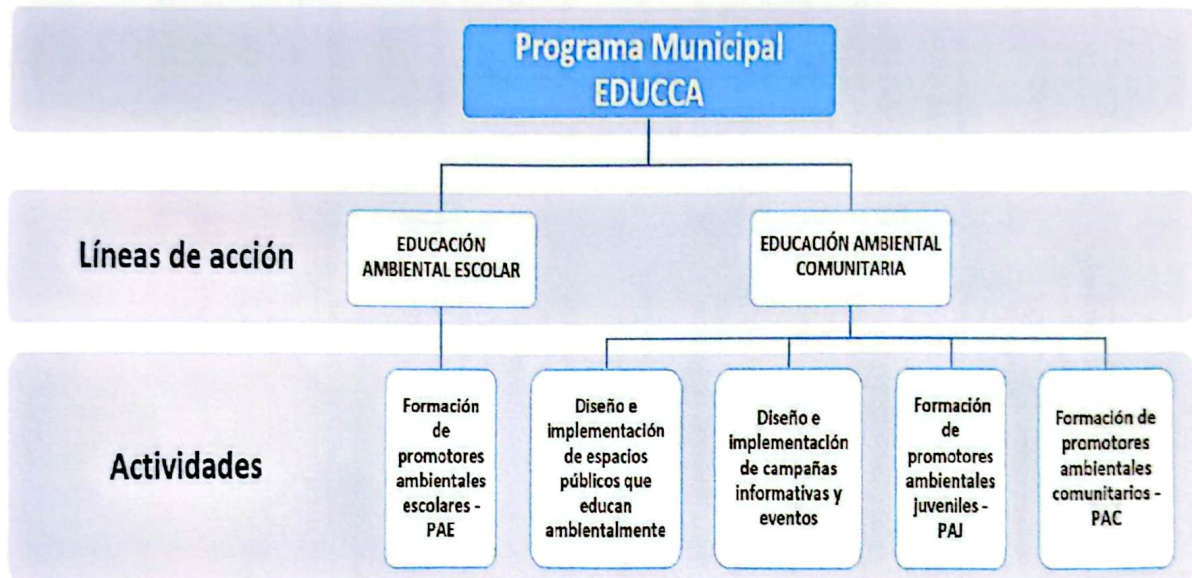 Programa Municipal
EDUCCA
Líneas de acción
EDUCACIÓN
AMBIENTAL ESCOLAR
EDUCACIÓN AMBIENTAL
COMUNITARIA
Actividades
Formación
de
promotores
ambientales
escolares -
PAE
Diseño e
implementación
de espacios
públicos que
educan
ambientalmente
Diseño e
implementación
de campañas
informativas y
eventos
Formación
de
promotores
ambientales
juveniles -
PAJ
Formación de
promotores
ambientales
comunitarios -
PAC